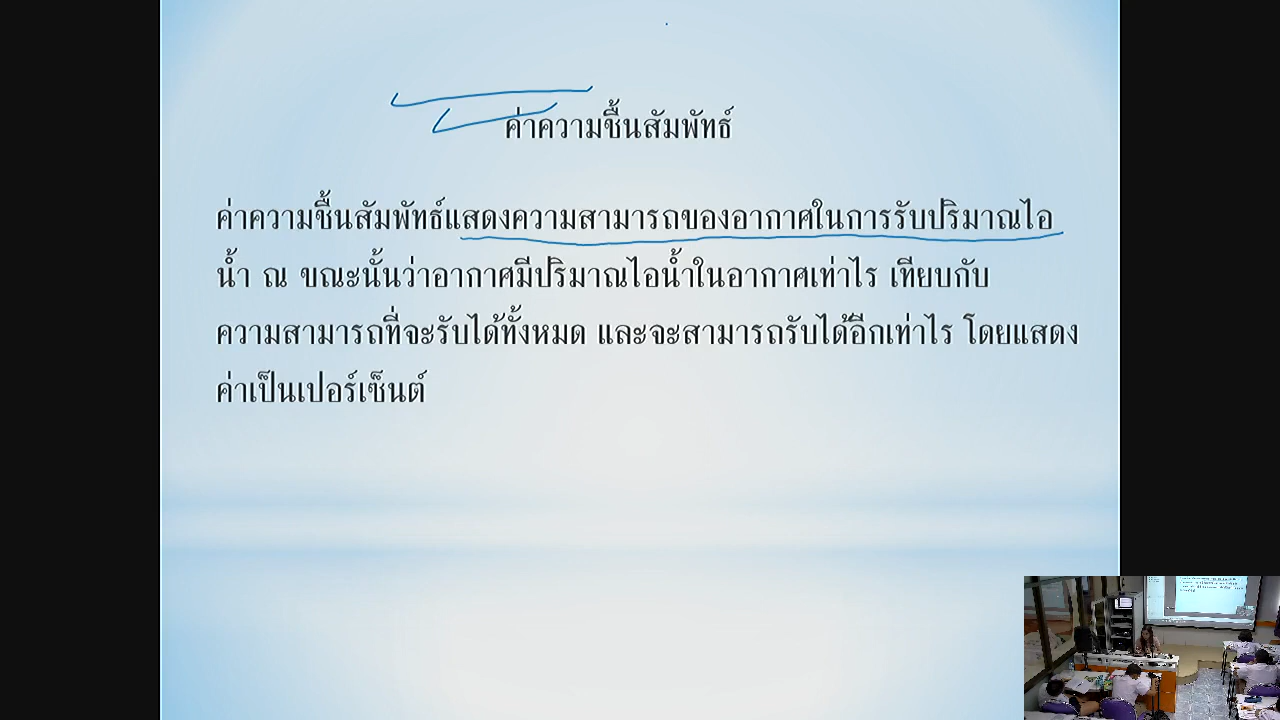 ค่าความชื้นสัมพัทธ์
ค่าความชื้นสัมพัทธ์แสดงความสามารถของอากาศในการรับปริมาณไอ
น้ำ ณ ขณะนั้นว่าอากาศมีปริมาณไอน้ำในอากาศเท่าไร เทียบกับ
ความสามารถที่จะรับได้ทั้งหมด และจะสามารถรับได้อีกเท่าไร โดยแสดง
ค่าเป็นเปอร์เซ็นต์